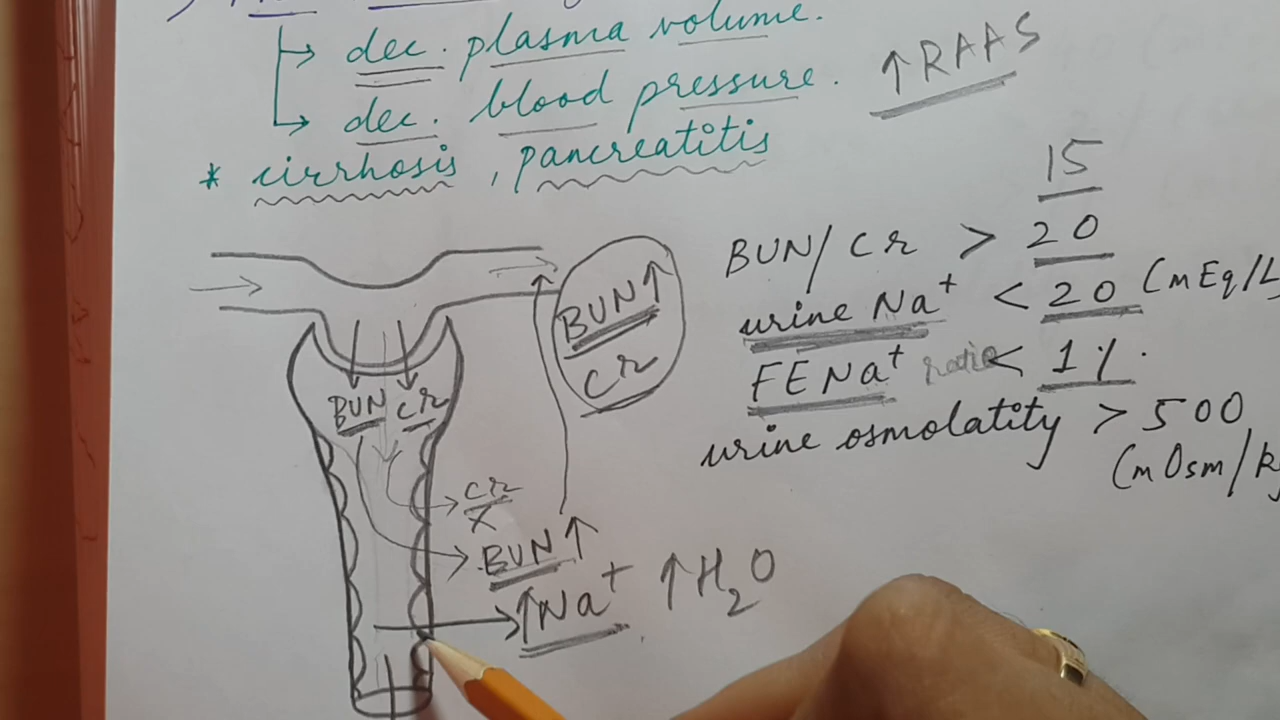 dec. plasma volume.
dec. blood pressure.
↑RAAS
* cirrhosis, pancreatitis
15
BUN/cr > 20
urine Na⁺ < 20 (mEq/L
FENa⁺ ratio < 1%.
urine osmolatity > 500
(mOsm/k
BUN↑
cr
BUN cr
cr
x
BUN↑
↑Na⁺ ↑H₂O